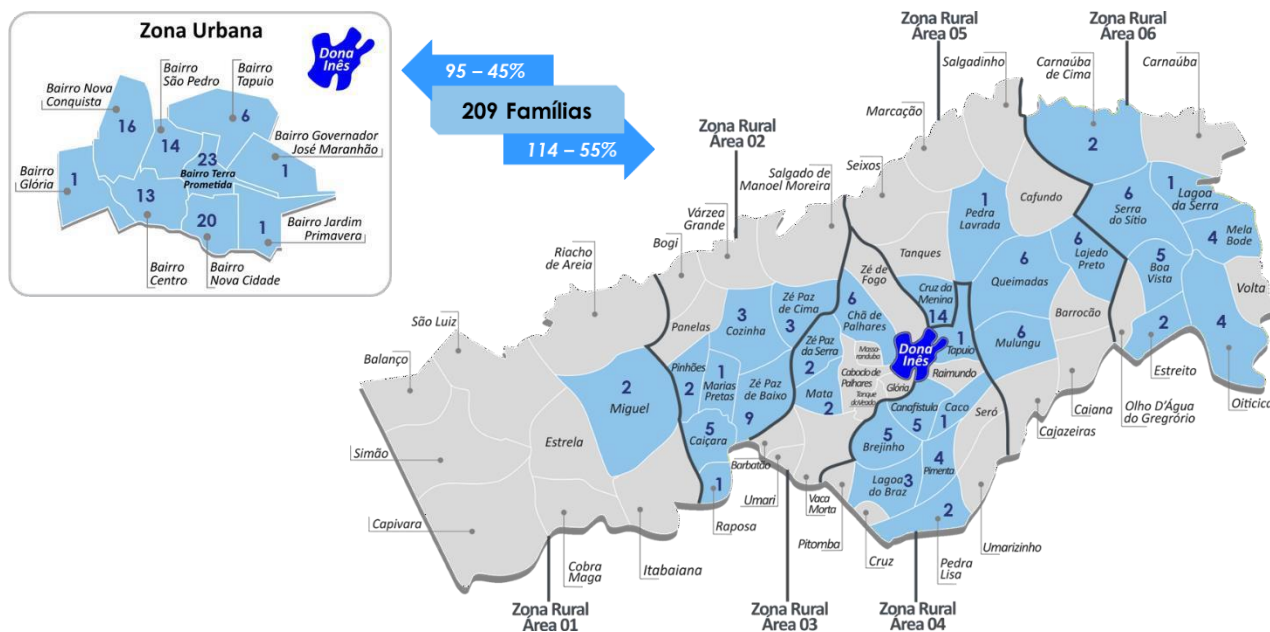 Zona Urbana
Dona
Inês
Bairro Nova
Conquista
16
Bairro
São Pedro
14
Bairro
Tapuio
6
Bairro Governador
José Maranhão
1
Bairro
Glória
1
13
23
Bairro Terra
Prometida
20
1
Bairro Jardim
Primavera
Bairro
Centro
Bairro
Nova Cidade
95 – 45%
209 Famílias
114 – 55%
Zona Rural
Área 02
Zona Rural
Área 05
Zona Rural
Área 06
Salgadinho
Carnaúba
de Cima
Carnaúba
Marcação
Seixos
Salgado de
Manoel Moreira
Várzea
Grande
Bogi
Riacho
de Areia
São Luiz
Balanço
Simão
Capivara
Estrela
2
Miguel
Cobra
Maga
Itabaiana
Panelas
Pinhões
2
3
Cozinha
Zé Paz
de Cima
3
1
Marias
Pretas
Zé Paz
de Baixo
9
5
Caiçara
1
Raposa
6
Chã de
Palhares
Zé Paz
da Serra
2
Mata
2
Massaranduba
Caboclo de
Palhares
Tanque
do Veado
Glória
Barbatão
Umari
Vaca
Morta
Pitomba
Zé de
Fogo
Tanques
Cruz da
Menina
14
Dona
Inês
1
Tapuio
Raimundo
Canafístula
5
Caco
1
5
Brejinho
4
Pimenta
Lagoa
do Braz
3
2
Cruz
Pedra
Lisa
Umarizinho
Seró
1
Pedra
Lavrada
Cafundo
6
Queimadas
6
Lajedo
Preto
6
Mulungu
Barrocão
Cajazeiras
Caiana
2
6
Serra
do Sítio
1
Lagoa
da Serra
4
Mela
Bode
5
Boa
Vista
Volta
2
4
Estreito
Oiticica
Olho D'Água
do Gregrório
Zona Rural
Área 01
Zona Rural
Área 03
Zona Rural
Área 04